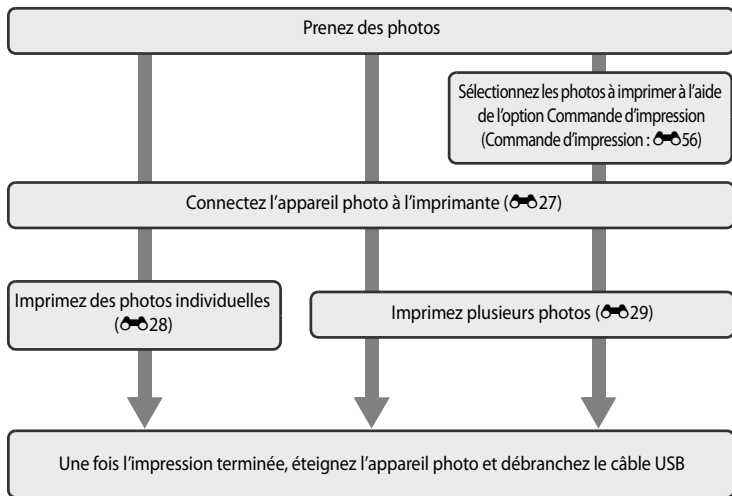 Prenez des photos
Sélectionnez les photos à imprimer à l'aide
de l'option Commande d'impression
(Commande d'impression : 56)
Connectez l'appareil photo à l'imprimante (27)
Imprimez des photos individuelles
(28)
Imprimez plusieurs photos (29)
Une fois l'impression terminée, éteignez l'appareil photo et débranchez le câble USB